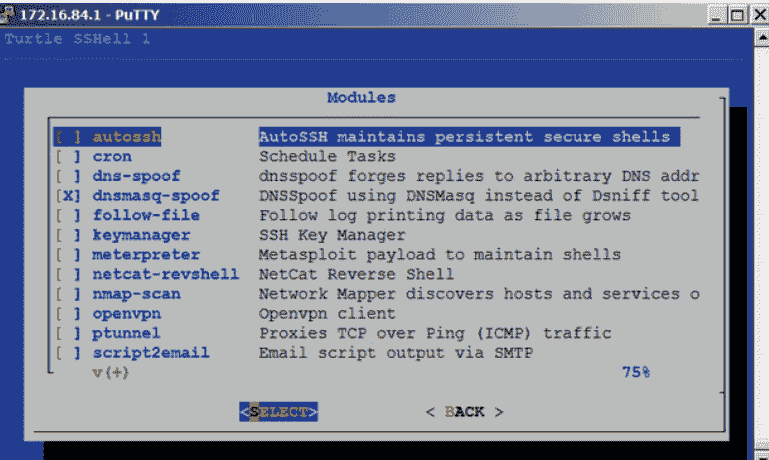 172.16.84.1 - PuTTY
Turtle SSHell 1
Modules
[ ] autossh AutoSSH maintains persistent secure shells
[ ] cron Schedule Tasks
[ ] dns-spoof dnsspoof forges replies to arbitrary DNS addr
[X] dnsmasq-spoof DNSSpoof using DNSMasq instead of Dsniff tool
[ ] follow-file Follow log printing data as file grows
[ ] keymanager SSH Key Manager
[ ] meterpreter Metasploit payload to maintain shells
[ ] netcat-revshell NetCat Reverse Shell
[ ] nmap-scan Network Mapper discovers hosts and services o
[ ] openvpn Openvpn client
[ ] ptunnel Proxies TCP over Ping (ICMP) traffic
[ ] script2email Email script output via SMTP
v(+) 75%
<SELECT> < BACK >